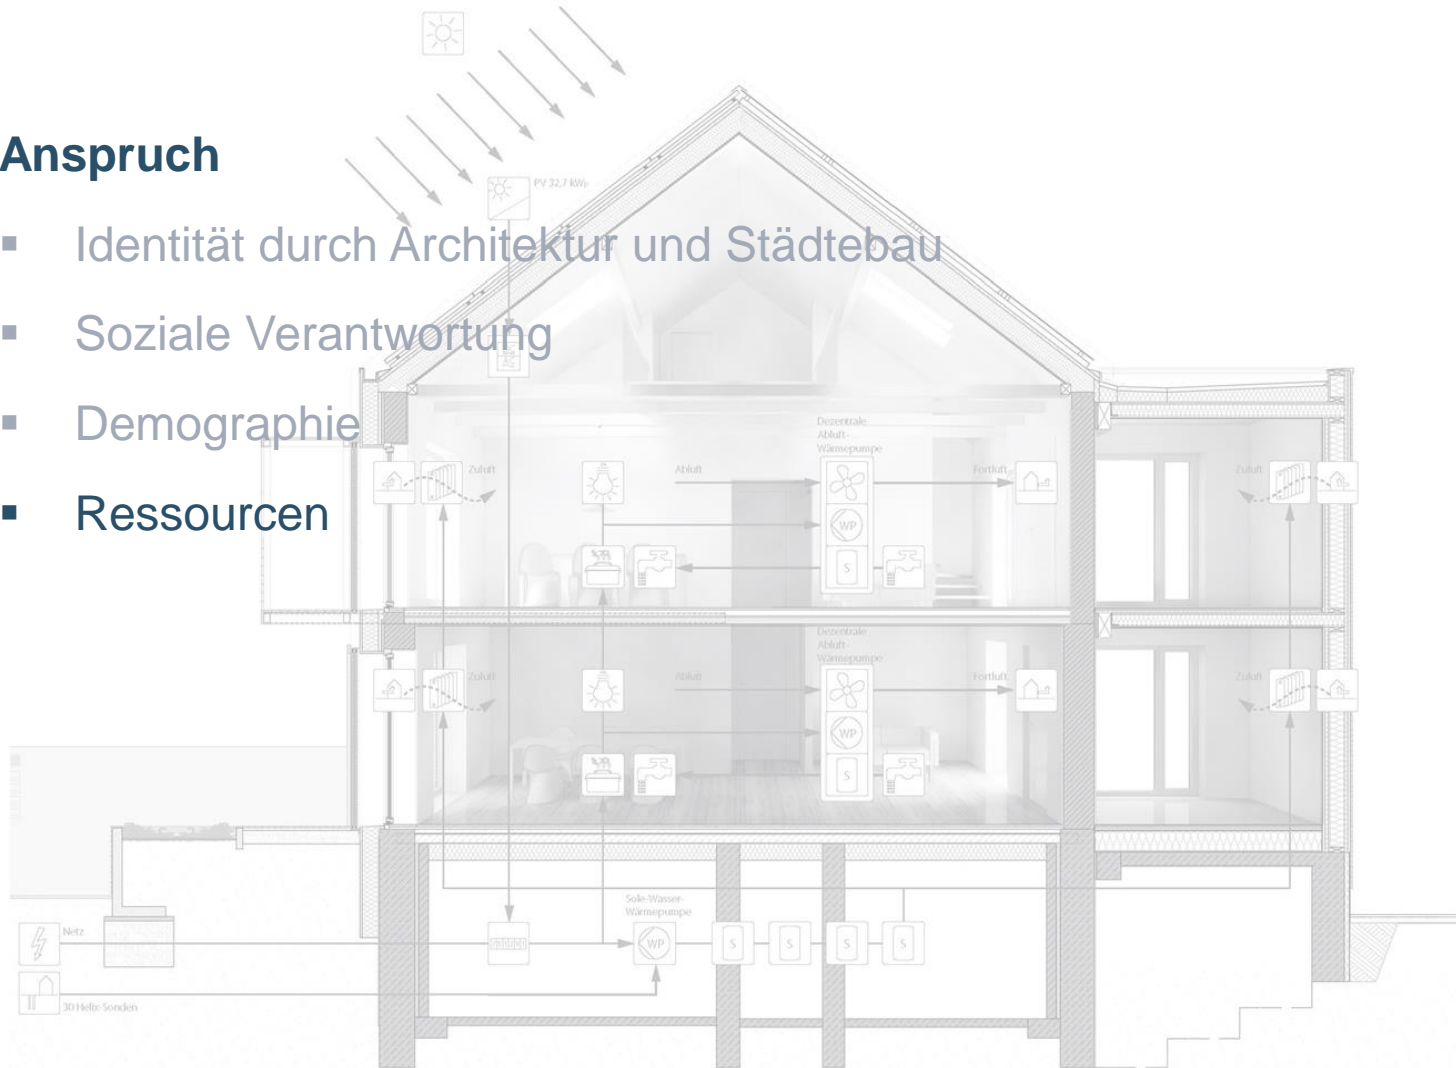 Anspruch
▪ Identität durch Architektur und Städtebau
▪ Soziale Verantwortung
▪ Demographie
▪ Ressourcen
PV 32,7 kWp
Dezentrale
Abluft-
Wärmepumpe
Zuluft
Abluft
Fortluft
Zuluft
WP
S
Dezentrale
Abluft-
Wärmepumpe
Zuluft
Abluft
Fortluft
Zuluft
WP
S
Sole-Wasser-
Wärmepumpe
Netz
WP
S
S
S
S
30 Helix-Sonden